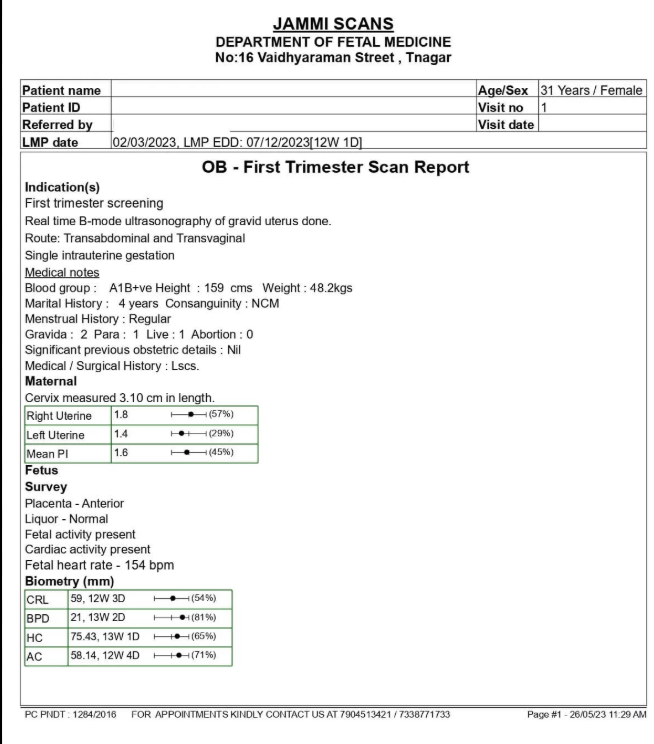 JAMMI SCANS
DEPARTMENT OF FETAL MEDICINE
No:16 Vaidhyaraman Street , Tnagar
Patient name Age/Sex 31 Years / Female
Patient ID Visit no 1
Referred by Visit date
LMP date 02/03/2023, LMP EDD: 07/12/2023[12W 1D]
OB - First Trimester Scan Report
Indication(s)
First trimester screening
Real time B-mode ultrasonography of gravid uterus done.
Route: Transabdominal and Transvaginal
Single intrauterine gestation
Medical notes
Blood group : A1B+ve Height : 159 cms Weight : 48.2kgs
Marital History : 4 years Consanguinity : NCM
Menstrual History : Regular
Gravida : 2 Para : 1 Live : 1 Abortion : 0
Significant previous obstetric details : Nil
Medical / Surgical History : Lscs.
Maternal
Cervix measured 3.10 cm in length.
Right Uterine 1.8 (57%)
Left Uterine 1.4 (29%)
Mean PI 1.6 (45%)
Fetus
Survey
Placenta - Anterior
Liquor - Normal
Fetal activity present
Cardiac activity present
Fetal heart rate - 154 bpm
Biometry (mm)
CRL 59, 12W 3D (54%)
BPD 21, 13W 2D (81%)
HC 75.43, 13W 1D (65%)
AC 58.14, 12W 4D (71%)
PC PNDT : 1284/2016 FOR APPOINTMENTS KINDLY CONTACT US AT 7904513421 / 7338771733 Page #1 - 26/05/23 11:29 AM